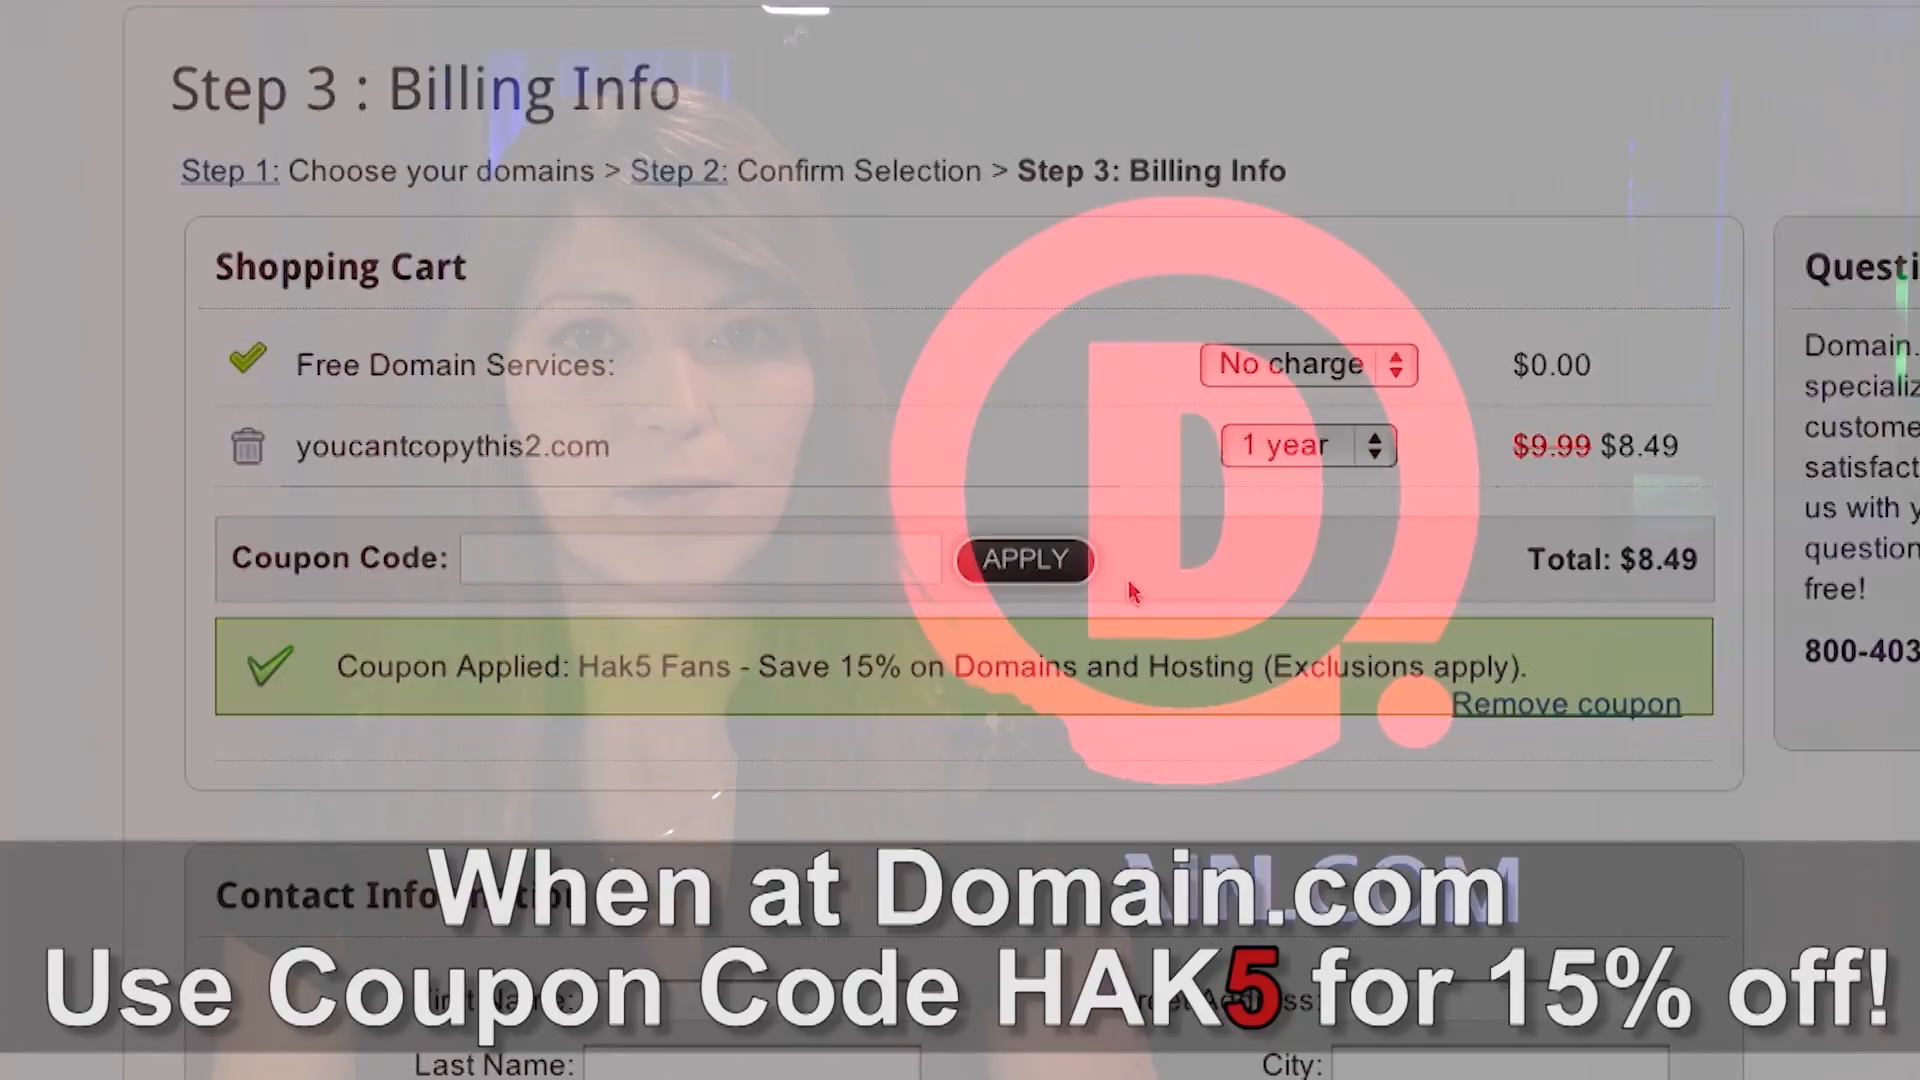 Step 3 : Billing Info
Step 1: Choose your domains > Step 2: Confirm Selection > Step 3: Billing Info
Shopping Cart
Free Domain Services:
No charge
$0.00
youcantcopythis2.com
1 year
$9.99 $8.49
Coupon Code:
APPLY
Total: $8.49
Coupon Applied: Hak5 Fans - Save 15% on Domains and Hosting (Exclusions apply).
Remove coupon
D
Questi
Domain.
specializ
custome
satisfact
us with y
question
free!
800-403
Contact Info
When at Domain.com
Use Coupon Code HAK5 for 15% off!
Last Name:
City: